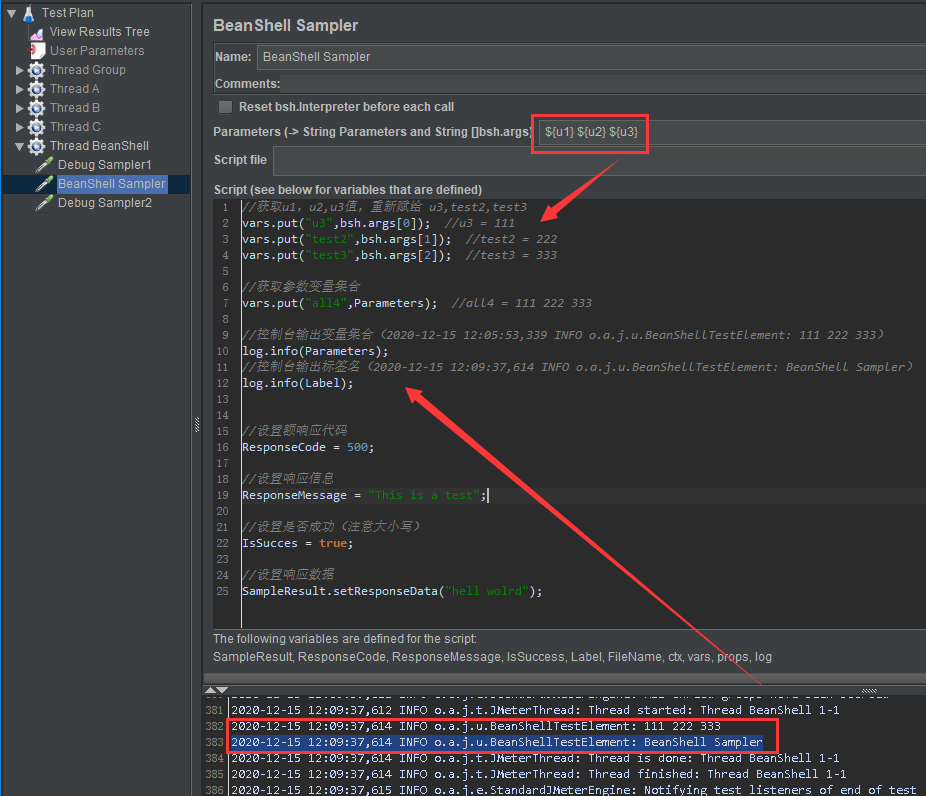 Test Plan
View Results Tree
User Parameters
Thread Group
Thread A
Thread B
Thread C
Thread BeanShell
Debug Sampler1
BeanShell Sampler
Debug Sampler2
BeanShell Sampler
Name: BeanShell Sampler
Comments:
Reset bsh.Interpreter before each call
Parameters (-> String Parameters and String []bsh.args) ${u1} ${u2} ${u3}
Script file
Script (see below for variables that are defined)
1 //获取u1，u2,u3值，重新赋给 u3,test2,test3
2 vars.put("u3",bsh.args[0]); //u3 = 111
3 vars.put("test2",bsh.args[1]); //test2 = 222
4 vars.put("test3",bsh.args[2]); //test3 = 333
5
6 //获取参数变量集合
7 vars.put("all4",Parameters); //all4 = 111 222 333
8
9 //控制台输出变量集合（2020-12-15 12:05:53,339 INFO o.a.j.u.BeanShellTestElement: 111 222 333）
10 log.info(Parameters);
11 //控制台输出标签名（2020-12-15 12:09:37,614 INFO o.a.j.u.BeanShellTestElement: BeanShell Sampler）
12 log.info(Label);
13
14
15 //设置额响应代码
16 ResponseCode = 500;
17
18 //设置响应信息
19 ResponseMessage = "This is a test";
20
21 //设置是否成功（注意大小写）
22 IsSucces = true;
23
24 //设置响应数据
25 SampleResult.setResponseData("hell wolrd");
The following variables are defined for the script:
SampleResult, ResponseCode, ResponseMessage, IsSuccess, Label, FileName, ctx, vars, props, log
381 2020-12-15 12:09:37,612 INFO o.a.j.t.JMeterThread: Thread started: Thread BeanShell 1-1
382 2020-12-15 12:09:37,614 INFO o.a.j.u.BeanShellTestElement: 111 222 333
383 2020-12-15 12:09:37,614 INFO o.a.j.u.BeanShellTestElement: BeanShell Sampler
384 2020-12-15 12:09:37,614 INFO o.a.j.t.JMeterThread: Thread is done: Thread BeanShell 1-1
385 2020-12-15 12:09:37,614 INFO o.a.j.t.JMeterThread: Thread finished: Thread BeanShell 1-1
386 2020-12-15 12:09:37,615 INFO o.a.j.e.StandardJMeterEngine: Notifying test listeners of end of test